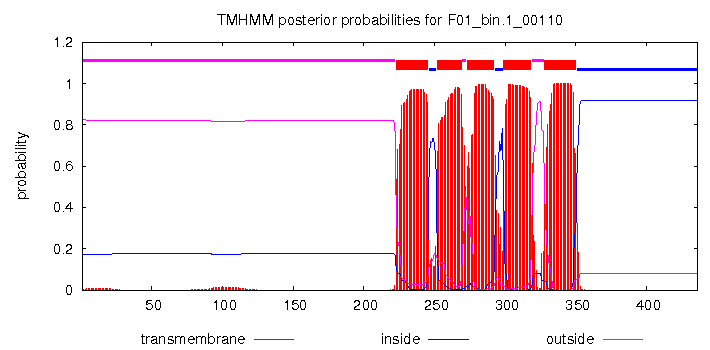 TMHMM posterior probabilities for F01_bin.1_00110
1.2
1
0.8
0.6
0.4
0.2
0
probability
50 100 150 200 250 300 350 400
transmembrane inside outside